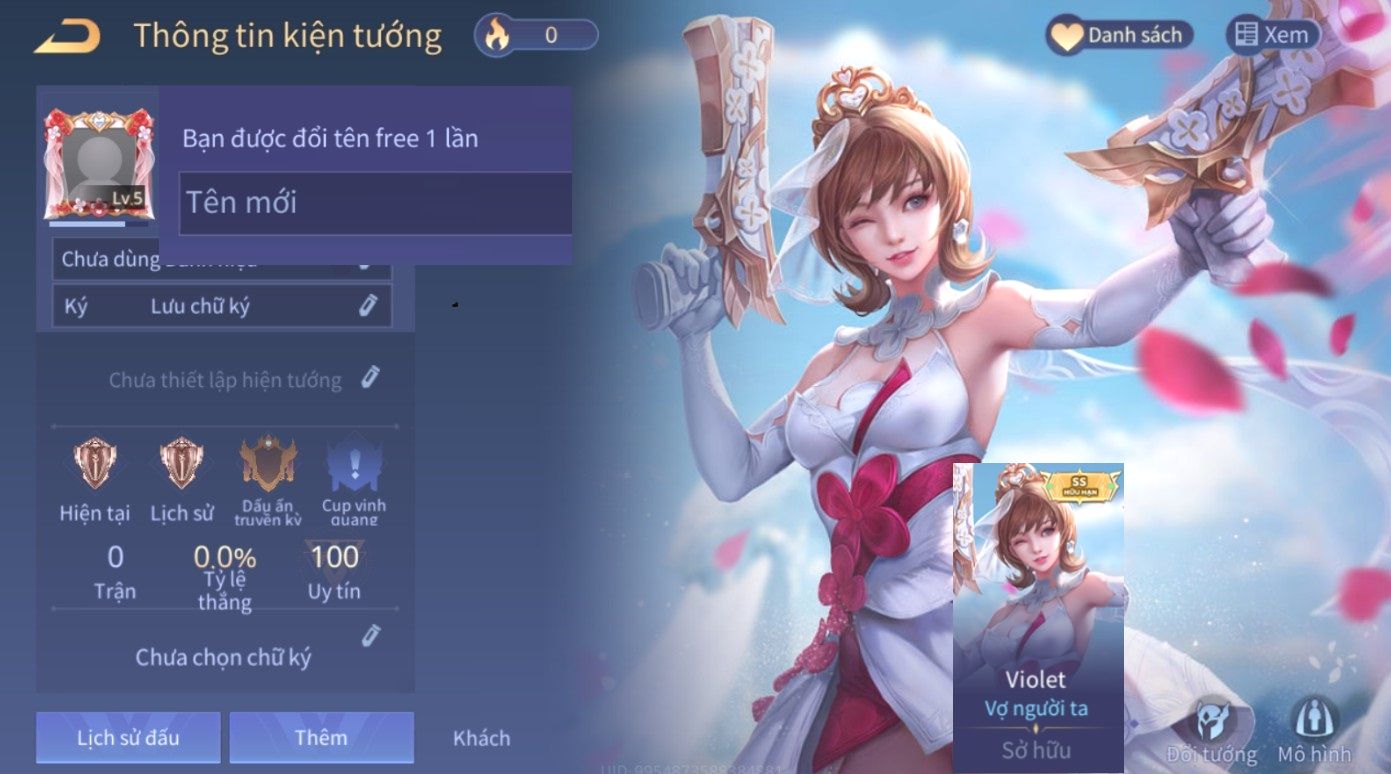 Thông tin kiện tướng
0
Danh sách
Xem
Bạn được đổi tên free 1 lần
Lv.5
Tên mới
Chưa dùng
Ký Lưu chữ ký
Chưa thiết lập hiện tướng
Hiện tại
Lịch sử
Dấu ấn
truyền kỳ
Cup vinh
quang
0
0.0%
100
Trận
Tỷ lệ
thắng
Uy tín
Chưa chọn chữ ký
Lịch sử đấu
Thêm
Khách
SS
HỮU HẠN
Violet
Vợ người ta
Sở hữu
Đổi tướng
Mô hình